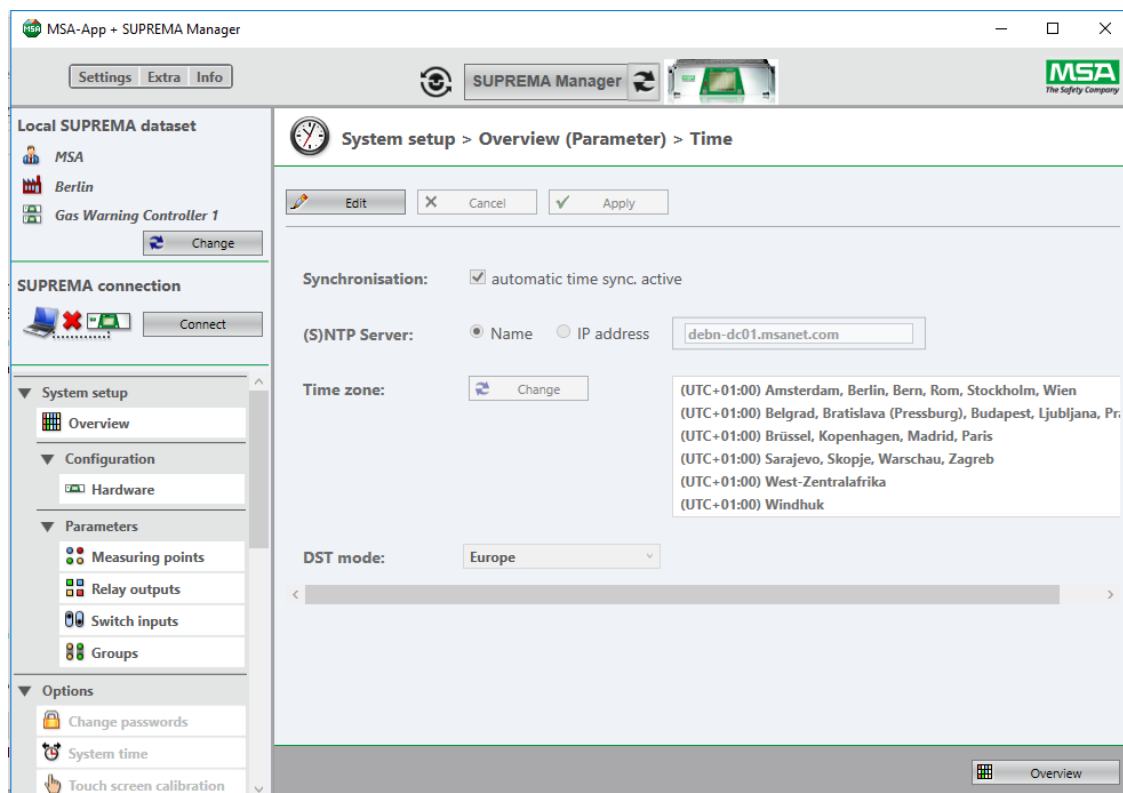 MSA MSA-App + SUPREMA Manager
Settings Extra Info
SUPREMA Manager
MSA
The Safety Company
Local SUPREMA dataset
MSA
Berlin
Gas Warning Controller 1
Change
SUPREMA connection
Connect
System setup
Overview
Configuration
Hardware
Parameters
Measuring points
Relay outputs
Switch inputs
Groups
Options
Change passwords
System time
Touch screen calibration
System setup > Overview (Parameter) > Time
Edit Cancel Apply
Synchronisation: automatic time sync. active
(S)NTP Server: Name IP address debn-dc01.msanet.com
Time zone: Change
(UTC+01:00) Amsterdam, Berlin, Bern, Rom, Stockholm, Wien
(UTC+01:00) Belgrad, Bratislava (Pressburg), Budapest, Ljubljana,
(UTC+01:00) Brüssel, Kopenhagen, Madrid, Paris
(UTC+01:00) Sarajevo, Skopje, Warschau, Zagreb
(UTC+01:00) West-Zentralafrika
(UTC+01:00) Windhuk
DST mode: Europe
Overview